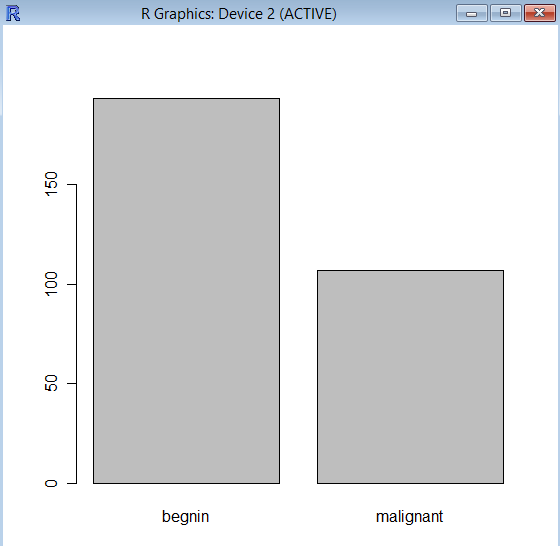 R Graphics: Device 2 (ACTIVE)
150
100
50
0
begnin
malignant